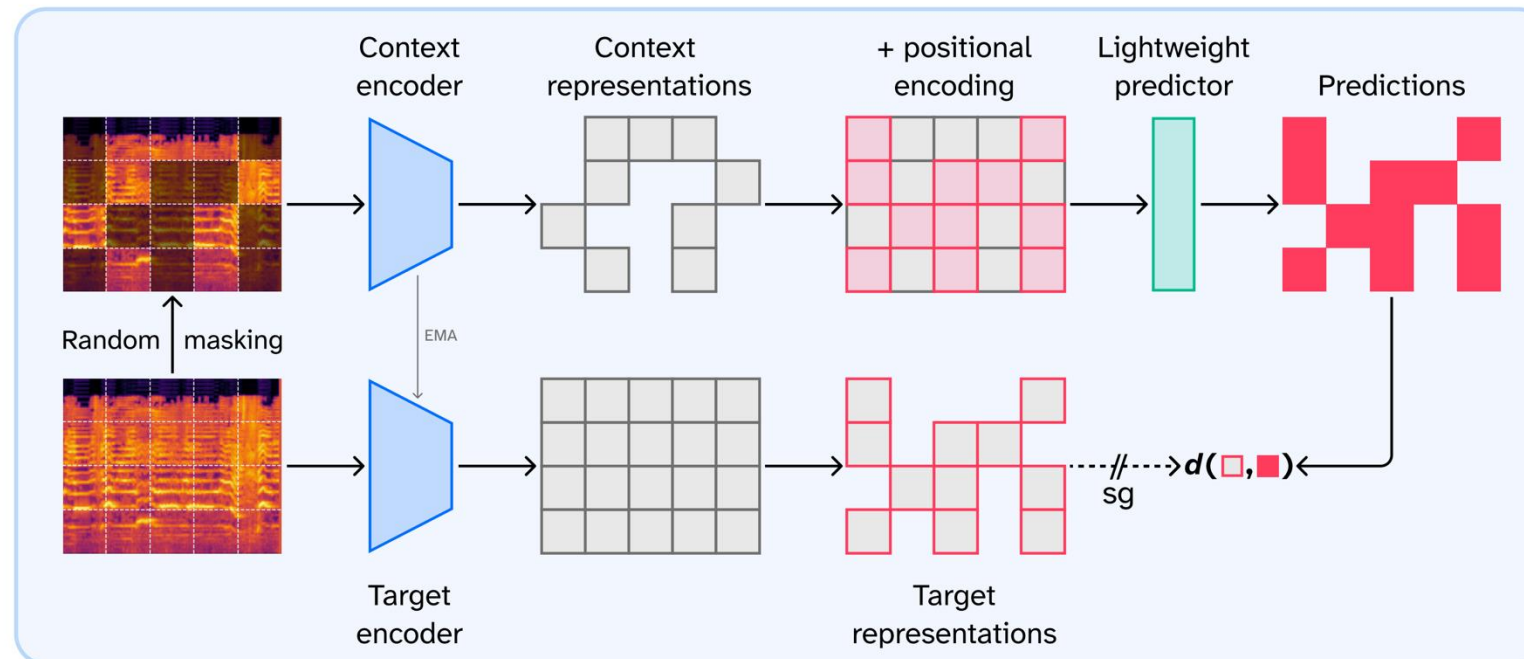 Context
encoder
Context
representations
+ positional
encoding
Lightweight
predictor
Predictions
Random masking
EMA
d( , )
sg
Target
encoder
Target
representations